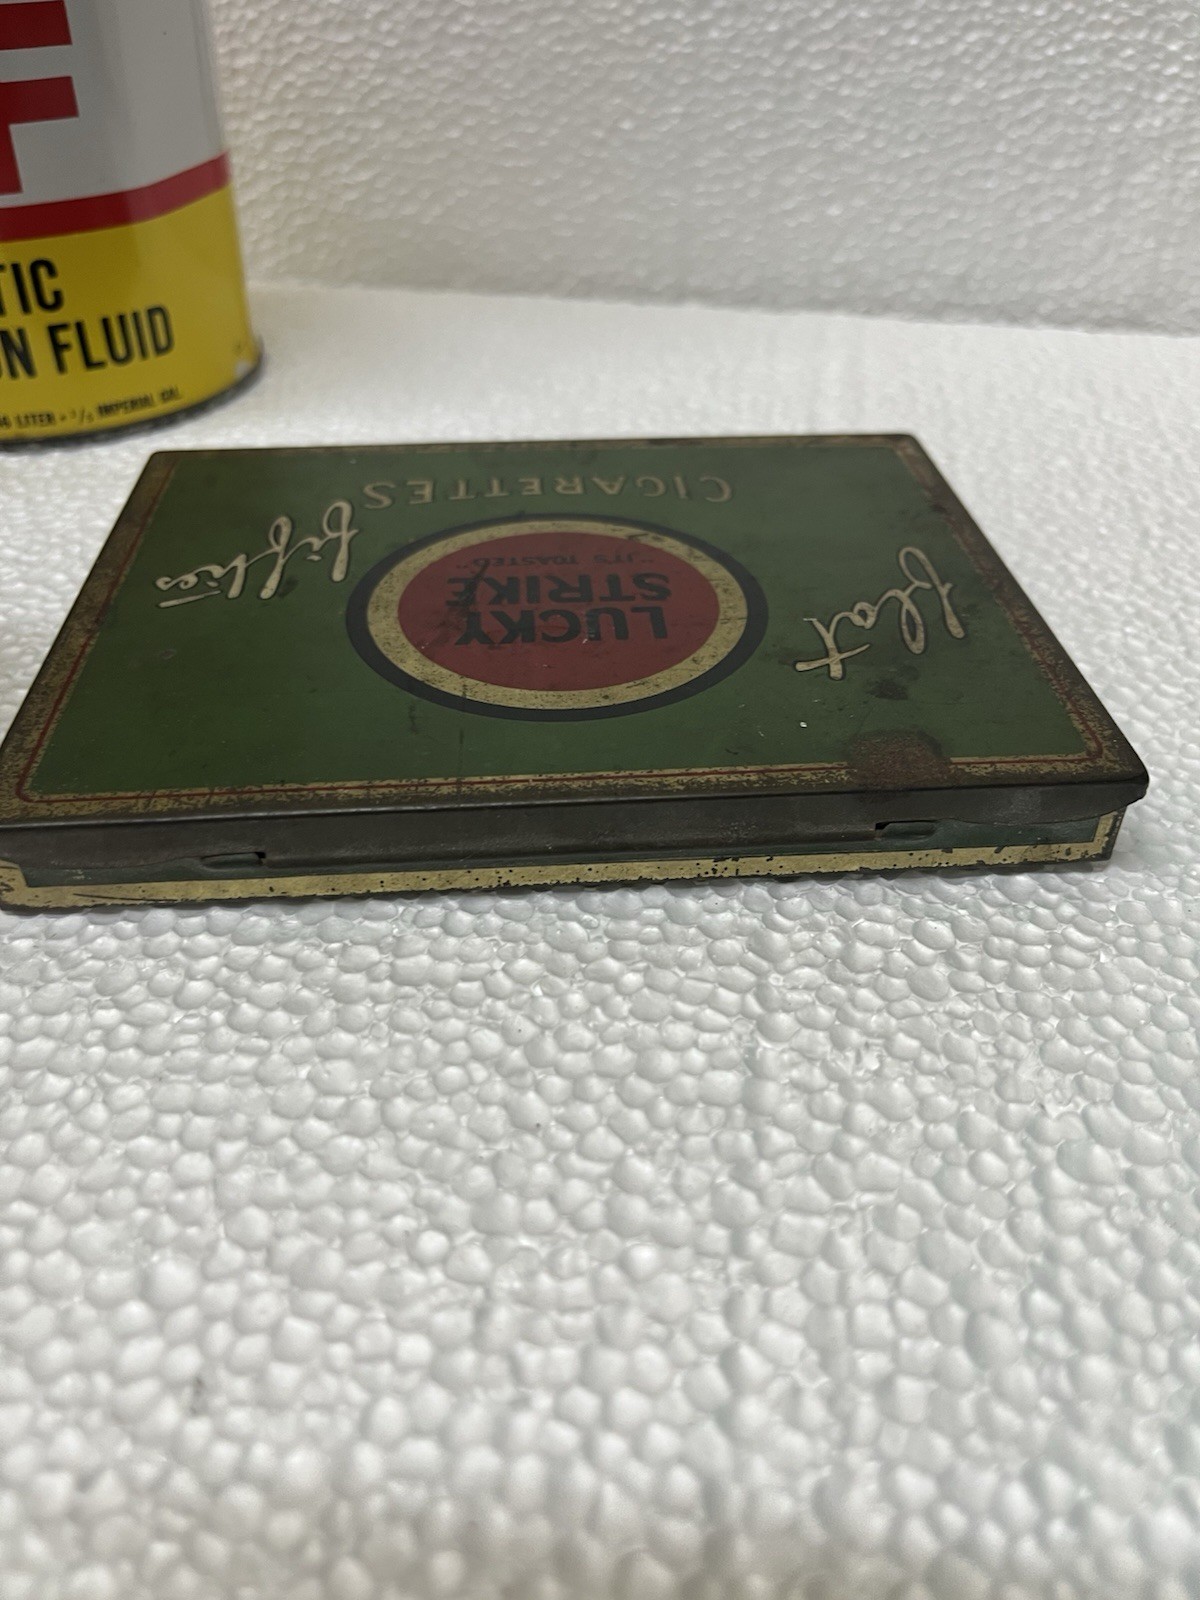 TIC
N FLUID
LITER • 1/5 IMPERIAL GAL.
CIGARETTES
flat
fifties
LUCKY
STRIKE
"IT'S TOASTED"